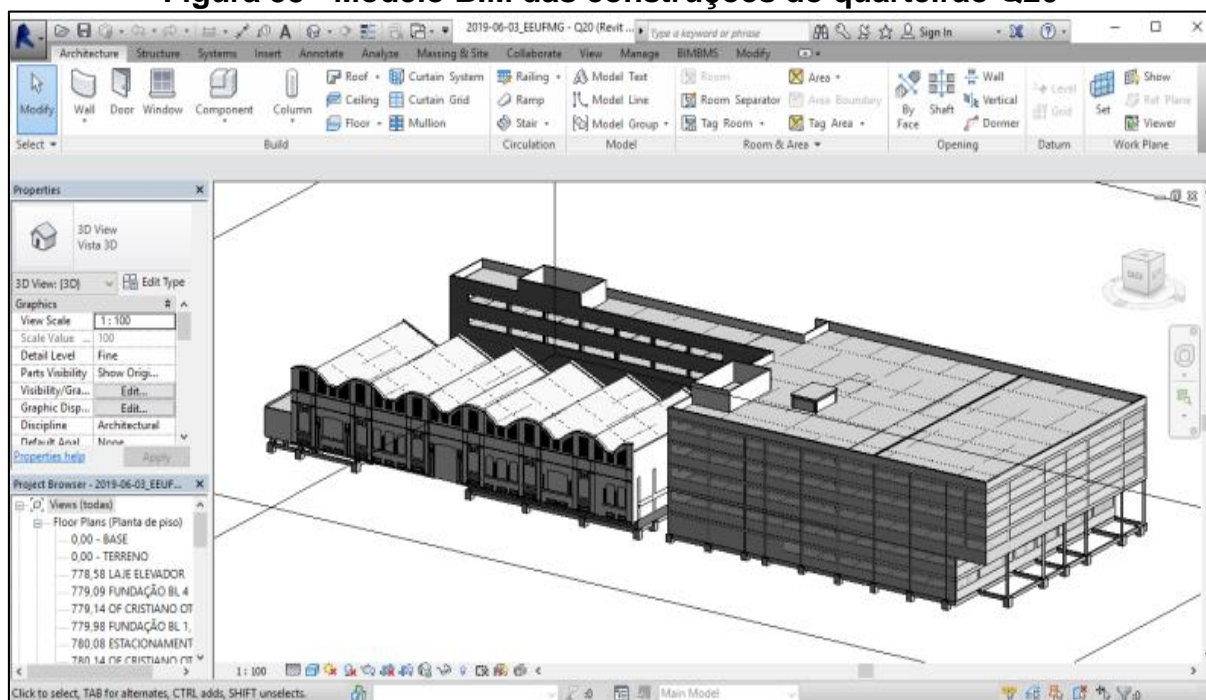 Figura 38 - Modelo BIM das construções do quarteirão Q20
2019-06-03_EEUFMG - Q20 (Revit ...
Type a keyword or phrase
Sign In
Architecture Structure Systems Insert Annotate Analyze Massing & Site Collaborate View Manage BIMBMS Modify
Modify Wall Door Window Component Column
Roof Curtain System Railing Model Text Room Area Wall Level Show
Ceiling Curtain Grid Ramp Model Line Room Separator Area Boundary By Face Shaft Vertical Grid Set Ref Plane
Floor Mullion Stair Model Group Tag Room Tag Area Dormer Viewer
Select Build Circulation Model Room & Area Opening Datum Work Plane
Properties
3D View
Vista 3D
3D View: {3D} Edit Type
Graphics
View Scale 1 : 100
Scale Value ... 100
Detail Level Fine
Parts Visibility Show Origi...
Visibility/Gra... Edit...
Graphic Disp... Edit...
Discipline Architectural
Default Anal... None
Properties help Apply
Project Browser - 2019-06-03_EEUF...
Views (todas)
Floor Plans (Planta de piso)
0,00 - BASE
0,00 - TERRENO
778,58 LAJE ELEVADOR
779,09 FUNDAÇÃO BL 4
779,14 OF CRISTIANO OT
779,98 FUNDAÇÃO BL 1,
780,08 ESTACIONAMENT
780,14 OF CRISTIANO OT
1 : 100
Click to select, TAB for alternates, CTRL adds, SHIFT unselects.
:0 Main Model
:0